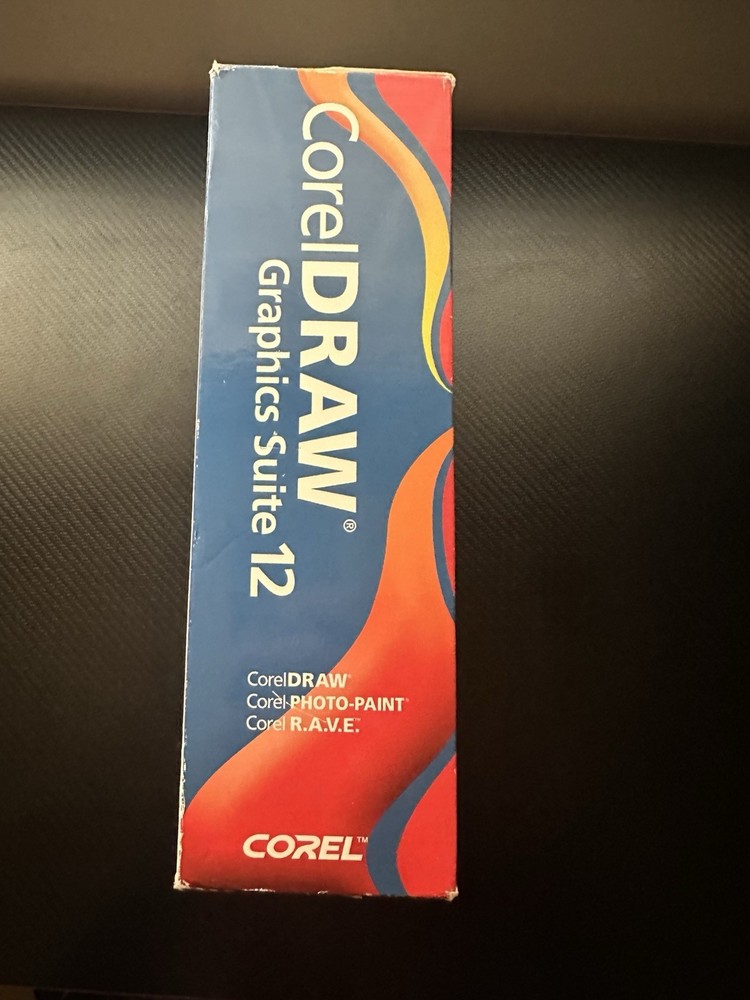 CorelDRAW®
Graphics Suite 12
CorelDRAW®
Corel PHOTO-PAINT®
Corel R.A.V.E.™
COREL™